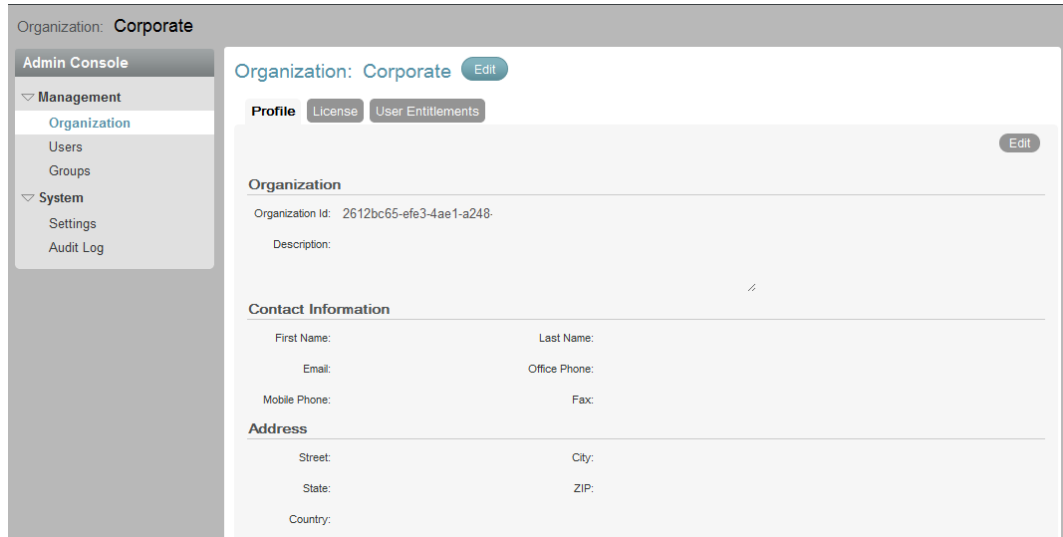 Organization: Corporate
Admin Console
Management
Organization
Users
Groups
System
Settings
Audit Log
Organization: Corporate Edit
Profile License User Entitlements
Edit
Organization
Organization Id: 2612bc65-efe3-4ae1-a248-
Description:
Contact Information
First Name: Last Name:
Email: Office Phone:
Mobile Phone: Fax:
Address
Street: City:
State: ZIP:
Country: